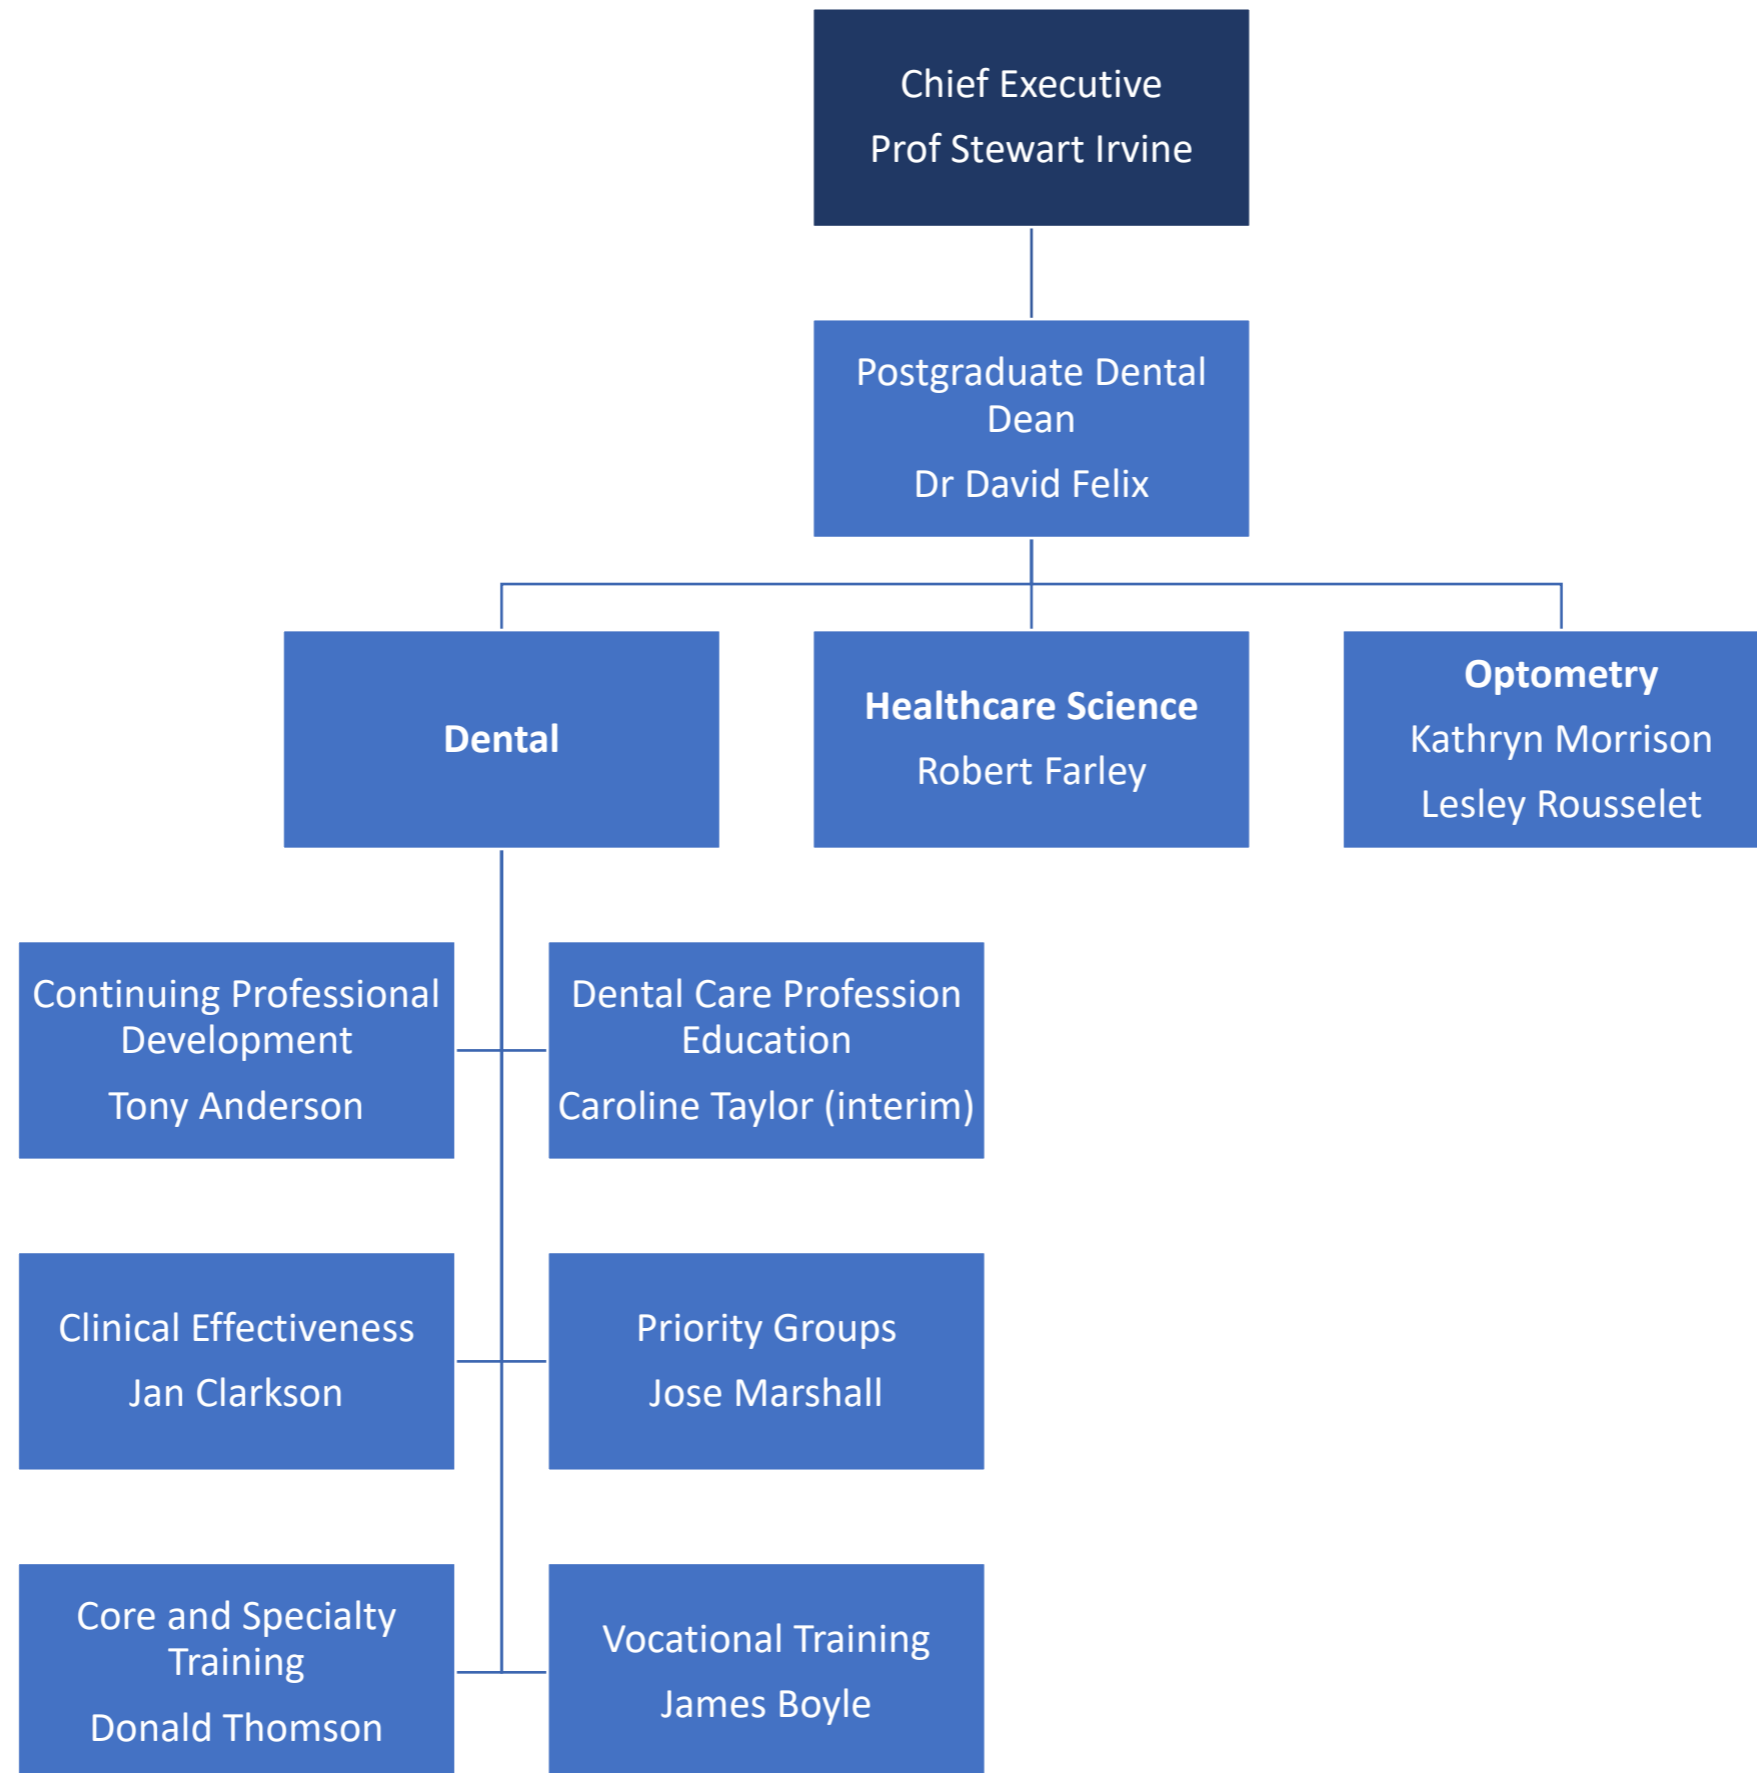 Chief Executive
Prof Stewart Irvine
Postgraduate Dental
Dean
Dr David Felix
Dental
Healthcare Science
Robert Farley
Optometry
Kathryn Morrison
Lesley Rousselet
Continuing Professional
Development
Tony Anderson
Dental Care Profession
Education
Caroline Taylor (interim)
Clinical Effectiveness
Jan Clarkson
Priority Groups
Jose Marshall
Core and Specialty
Training
Donald Thomson
Vocational Training
James Boyle